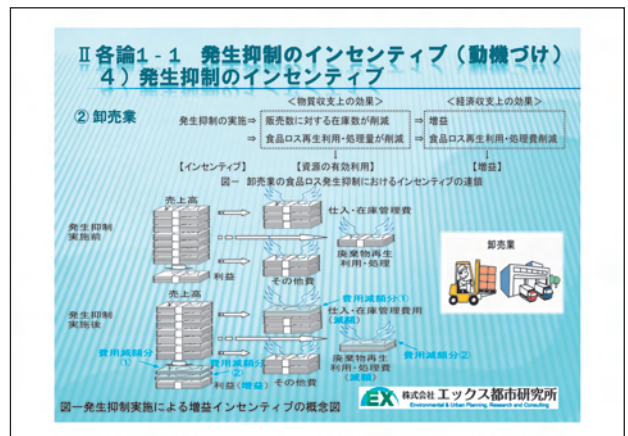 Ⅱ各論1-1 発生抑制のインセンティブ（動機づけ）
４）発生抑制のインセンティブ
② 卸売業
＜物質収支上の効果＞
＜経済収支上の効果＞
発生抑制の実施⇒ 販売数に対する在庫数が削減 ⇒ 増益
⇒ 食品ロス再生利用・処理量が削減 ⇒ 食品ロス再生利用・処理費削減
↓ ↓
【インセンティブ】 【資源の有効利用】 【増益】
図－ 卸売業の食品ロス発生抑制におけるインセンティブの連鎖
売上高
仕入・在庫管理費
発生抑制
実施前
廃棄物再生
利用・処理
利益
その他費
卸売業
売上高
費用減額分①
仕入・在庫管理費用
(減額)
発生抑制
実施後
費用減額分
①
費用減額分
②
費用減額分②
廃棄物再生
利用・処理費
(減額)
利益(増益)
その他費
図－発生抑制実施による増益インセンティブの概念図
EX 株式会社 エックス都市研究所
Environmental & Urban Planning, Research and Consulting